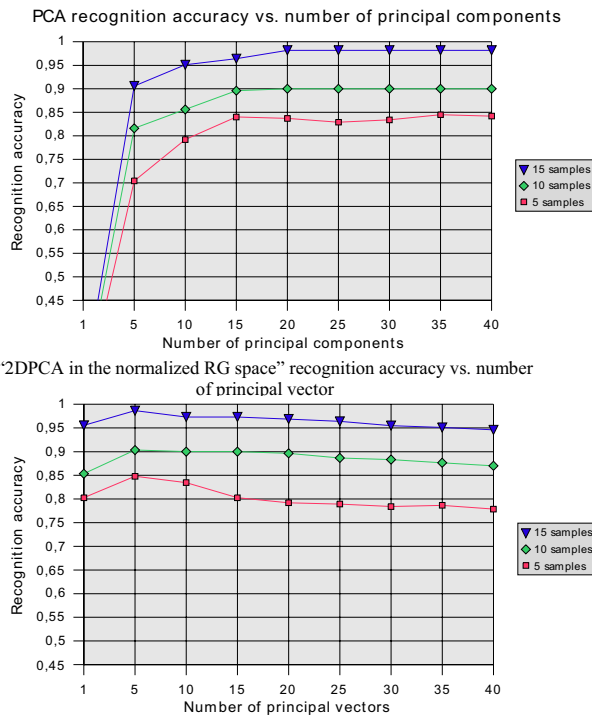 PCA recognition accuracy vs. number of principal components
1
0,95
0,9
0,85
0,8
0,75
0,7
0,65
0,6
0,55
0,5
0,45
Recognition accuracy
1 5 10 15 20 25 30 35 40
Number of principal components
15 samples
10 samples
5 samples
“2DPCA in the normalized RG space” recognition accuracy vs. number
of principal vector
1
0,95
0,9
0,85
0,8
0,75
0,7
0,65
0,6
0,55
0,5
0,45
Recognition accuracy
1 5 10 15 20 25 30 35 40
Number of principal vectors
15 samples
10 samples
5 samples